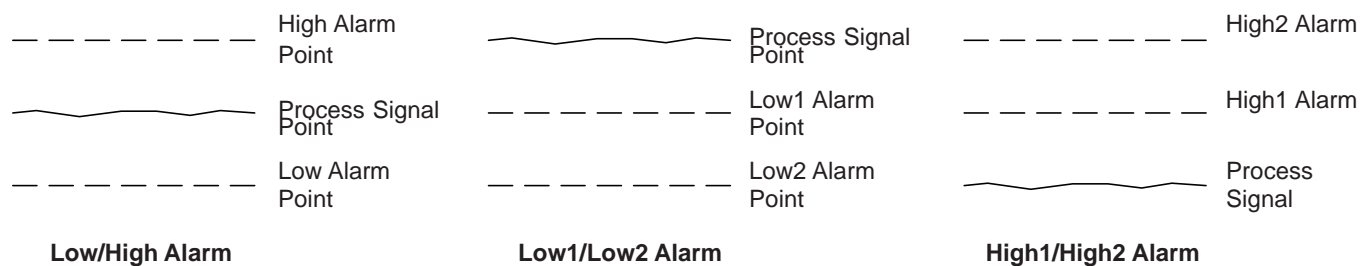 High Alarm
Point
Process Signal
Point
Low Alarm
Point
Low/High Alarm
Process Signal
Point
Low1 Alarm
Point
Low2 Alarm
Point
Low1/Low2 Alarm
High2 Alarm
High1 Alarm
Process
Signal
High1/High2 Alarm